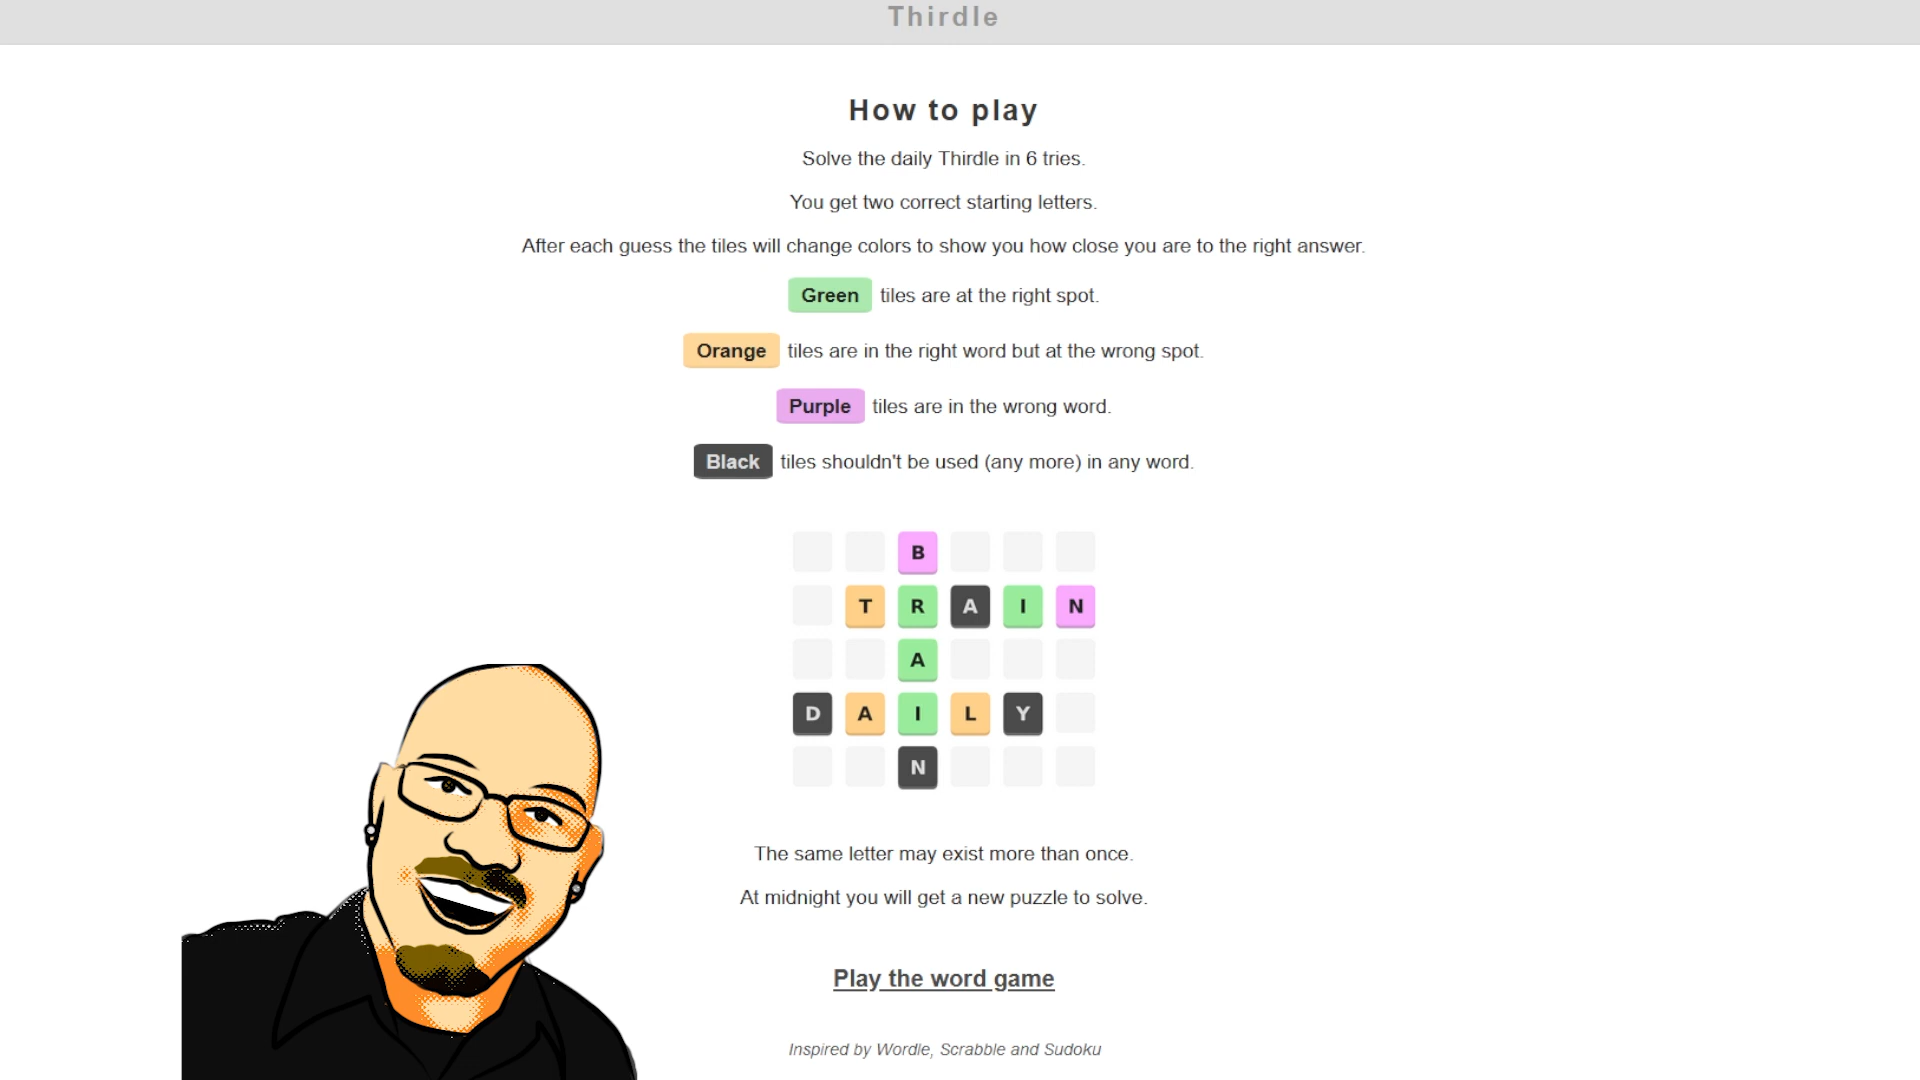 Thirdle
How to play
Solve the daily Thirdle in 6 tries.
You get two correct starting letters.
After each guess the tiles will change colors to show you how close you are to the right answer.
Green tiles are at the right spot.
Orange tiles are in the right word but at the wrong spot.
Purple tiles are in the wrong word.
Black tiles shouldn't be used (any more) in any word.
B
T R A I N
A
D A I L Y
N
The same letter may exist more than once.
At midnight you will get a new puzzle to solve.
Play the word game
Inspired by Wordle, Scrabble and Sudoku